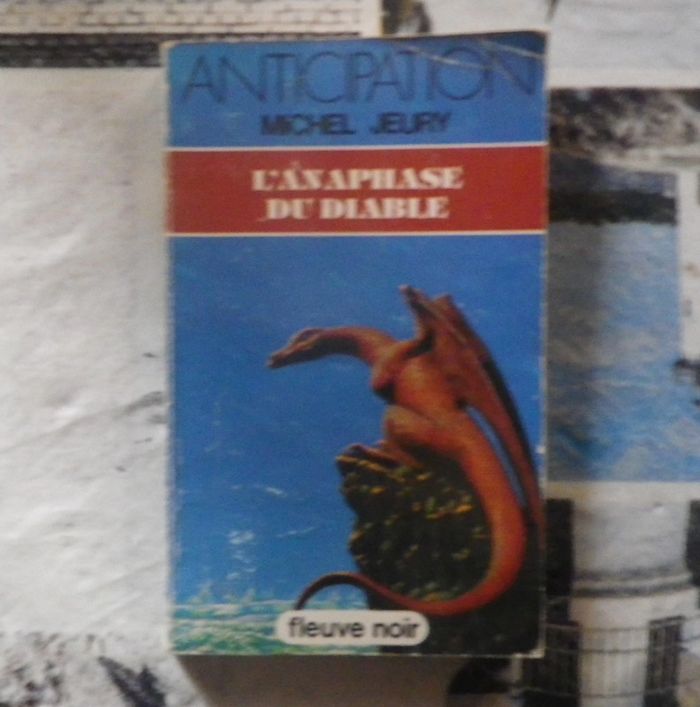 ANTICIPATION
MICHEL JEURY
L'ANAPHASE
DU DIABLE
fleuve noir